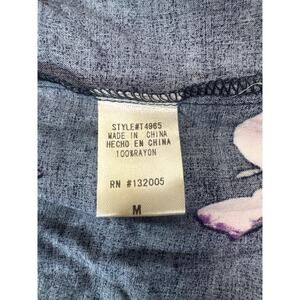 STYLE#T4965
MADE IN CHINA
HECHO EN CHINA
100%RAYON
RN #132005
M